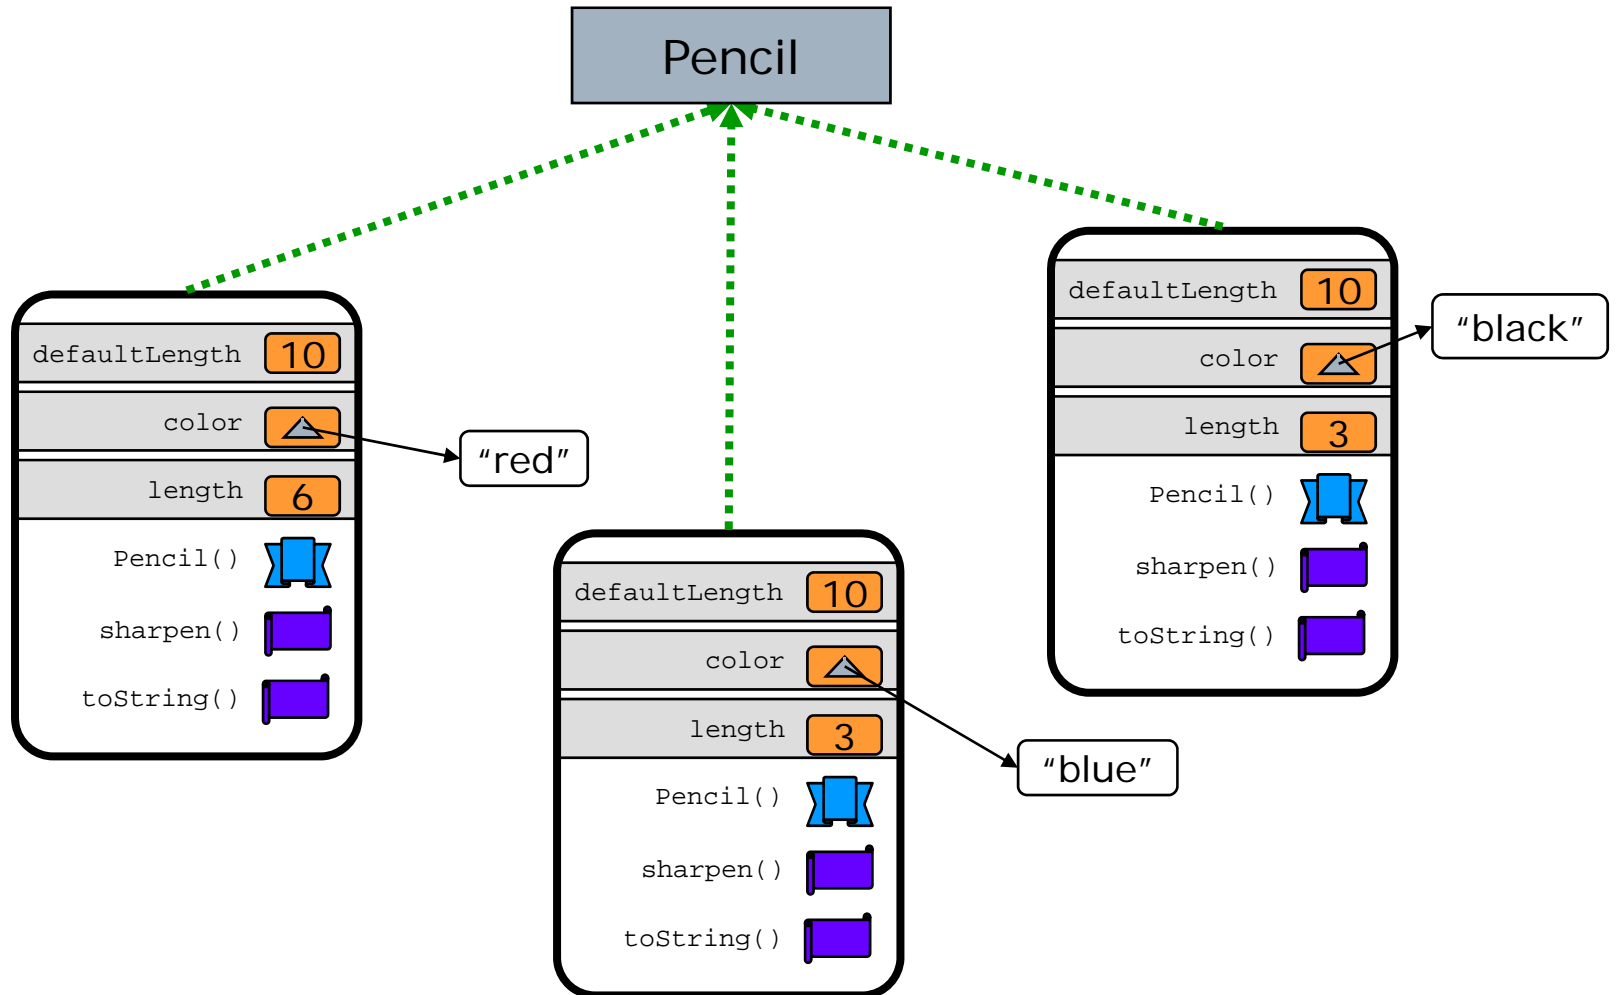 Pencil
defaultLength 10
color
“red”
length 6
Pencil()
sharpen()
toString()
defaultLength 10
color
“blue”
length 3
Pencil()
sharpen()
toString()
defaultLength 10
color
“black”
length 3
Pencil()
sharpen()
toString()